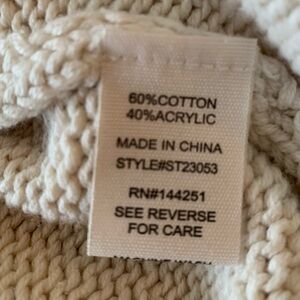 60%COTTON
40%ACRYLIC
MADE IN CHINA
STYLE#ST23053
RN#144251
SEE REVERSE
FOR CARE